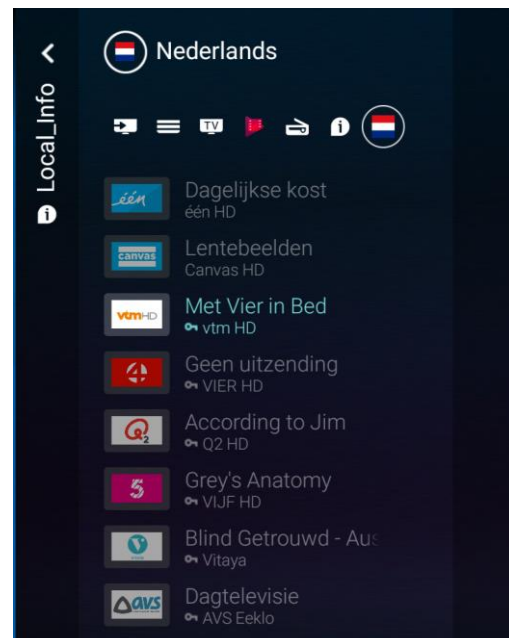 Local_Info
Nederlands
TV
één
Dagelijkse kost
één HD
canvas
Lentebeelden
Canvas HD
vtmHD
Met Vier in Bed
vtm HD
4
Geen uitzending
VIER HD
Q2
According to Jim
Q2 HD
5
Grey's Anatomy
VIJF HD
Blind Getrouwd - Aus
Vitaya
avs
Dagtelevisie
AVS Eeklo